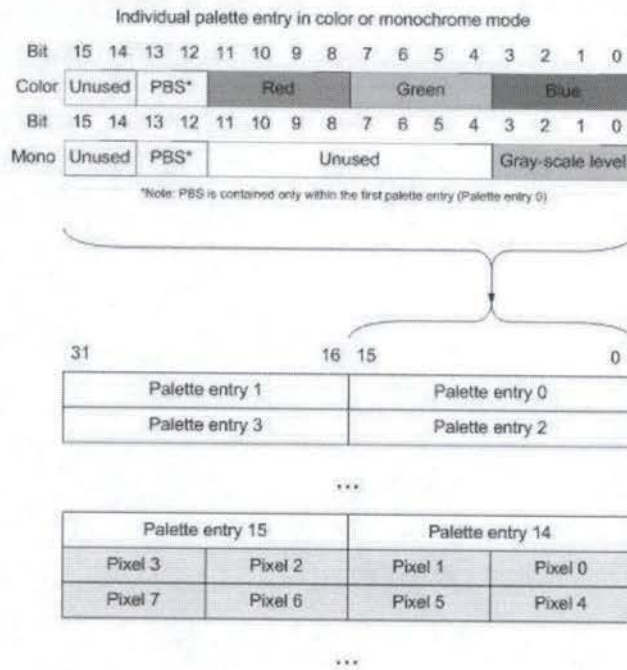 Individual palette entry in color or monochrome mode
Bit 15 14 13 12 11 10 9 8 7 6 5 4 3 2 1 0
Color Unused PBS* Red Green Blue
Bit 15 14 13 12 11 10 9 8 7 6 5 4 3 2 1 0
Mono Unused PBS* Unused Gray-scale level
*Note: PBS is contained only within the first palette entry (Palette entry 0)
31 16 15 0
Palette entry 1 Palette entry 0
Palette entry 3 Palette entry 2
...
Palette entry 15 Palette entry 14
Pixel 3 Pixel 2 Pixel 1 Pixel 0
Pixel 7 Pixel 6 Pixel 5 Pixel 4
...